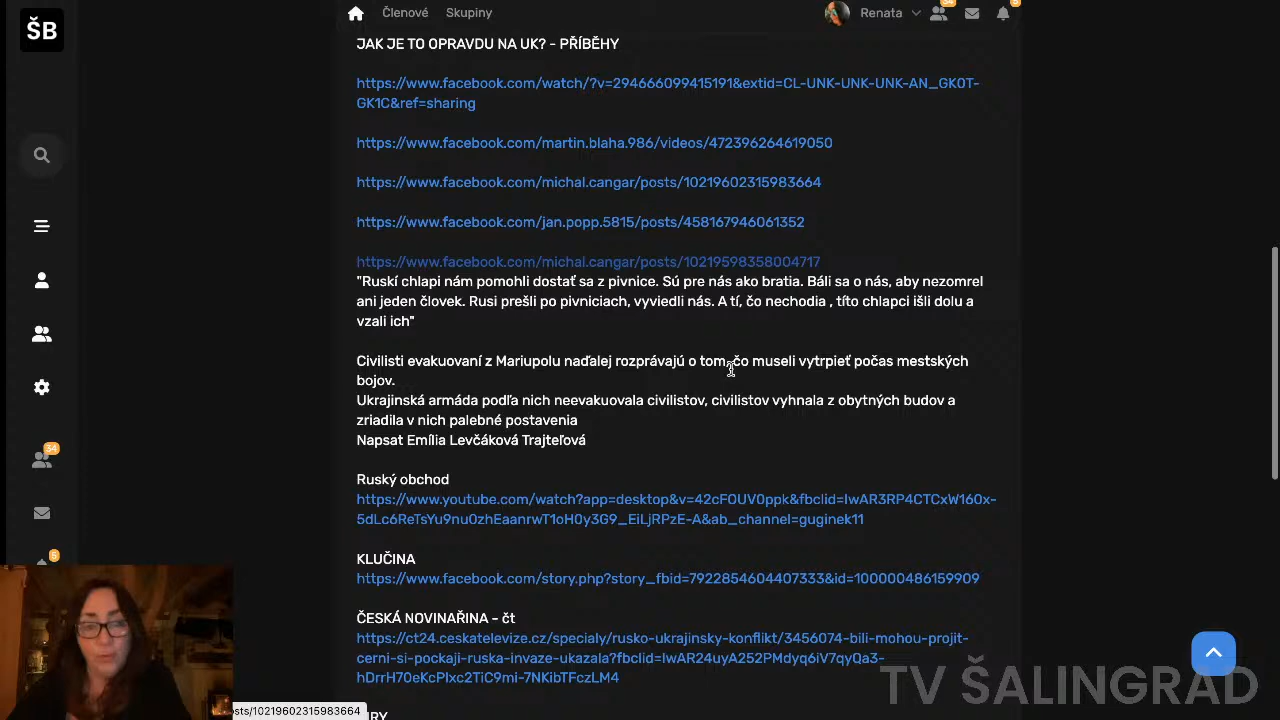 ŠB
Členové
Skupiny
Renata
34
5
JAK JE TO OPRAVDU NA UK? - PŘÍBĚHY
https://www.facebook.com/watch/?v=294666099415191&extid=CL-UNK-UNK-UNK-AN_GK0T-
GK1C&ref=sharing
https://www.facebook.com/martin.blaha.986/videos/472396264619050
https://www.facebook.com/michal.cangar/posts/10219602315983664
https://www.facebook.com/jan.popp.5815/posts/458167946061352
https://www.facebook.com/michal.cangar/posts/10219598358004717
"Ruskí chlapi nám pomohli dostať sa z pivnice. Sú pre nás ako bratia. Báli sa o nás, aby nezomrel
ani jeden človek. Rusi prešli po pivniciach, vyviedli nás. A tí, čo nechodia , títo chlapci išli dolu a
vzali ich"
Civilisti evakuovaní z Mariupolu naďalej rozprávajú o tom, čo museli vytrpieť počas mestských
bojov.
Ukrajinská armáda podľa nich neevakuovala civilistov, civilistov vyhnala z obytných budov a
zriadila v nich palebné postavenia
Napsat Emília Levčáková Trajteľová
Ruský obchod
https://www.youtube.com/watch?app=desktop&v=42cFOUV0ppk&fbclid=IwAR3RP4CTCxW16Ox-
5dLc6ReTsYu9nu0zhEaanrwT1oH0y3G9_EiLjRPzE-A&ab_channel=guginek11
KLUČINA
https://www.facebook.com/story.php?story_fbid=7922854604407333&id=100000486159909
ČESKÁ NOVINAŘINA - čt
https://ct24.ceskatelevize.cz/specialy/rusko-ukrajinsky-konflikt/3456074-bili-mohou-projit-
cerni-si-pockaji-ruska-invaze-ukazala?fbclid=IwAR24uyA252PMdyq6iV7qyQa3-
hDrrH70eKcPIxc2TiC9mi-7NKibTFczLM4
34
5
sts/10219602315983664
TV ŠALINGRAD